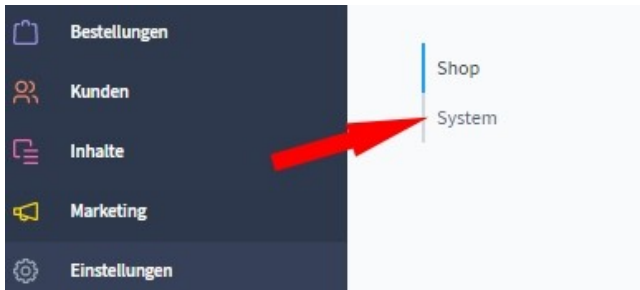 Bestellungen
Kunden
Inhalte
Marketing
Einstellungen
Shop
System